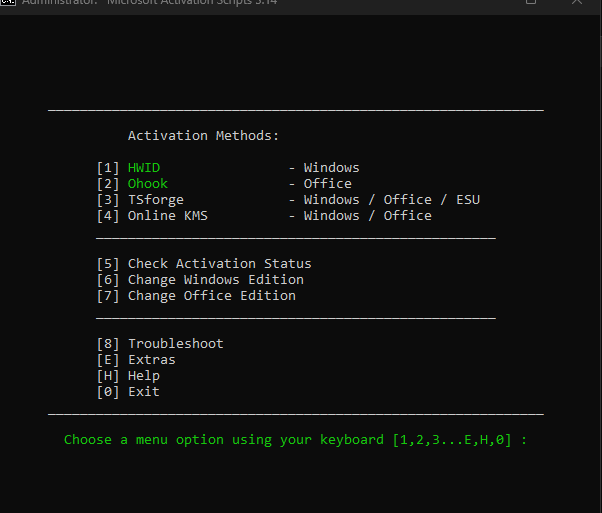 Administrator: Microsoft Activation Scripts 3.14
Activation Methods:
[1] HWID - Windows
[2] Ohook - Office
[3] TSforge - Windows / Office / ESU
[4] Online KMS - Windows / Office
[5] Check Activation Status
[6] Change Windows Edition
[7] Change Office Edition
[8] Troubleshoot
[E] Extras
[H] Help
[0] Exit
Choose a menu option using your keyboard [1,2,3...E,H,0] :